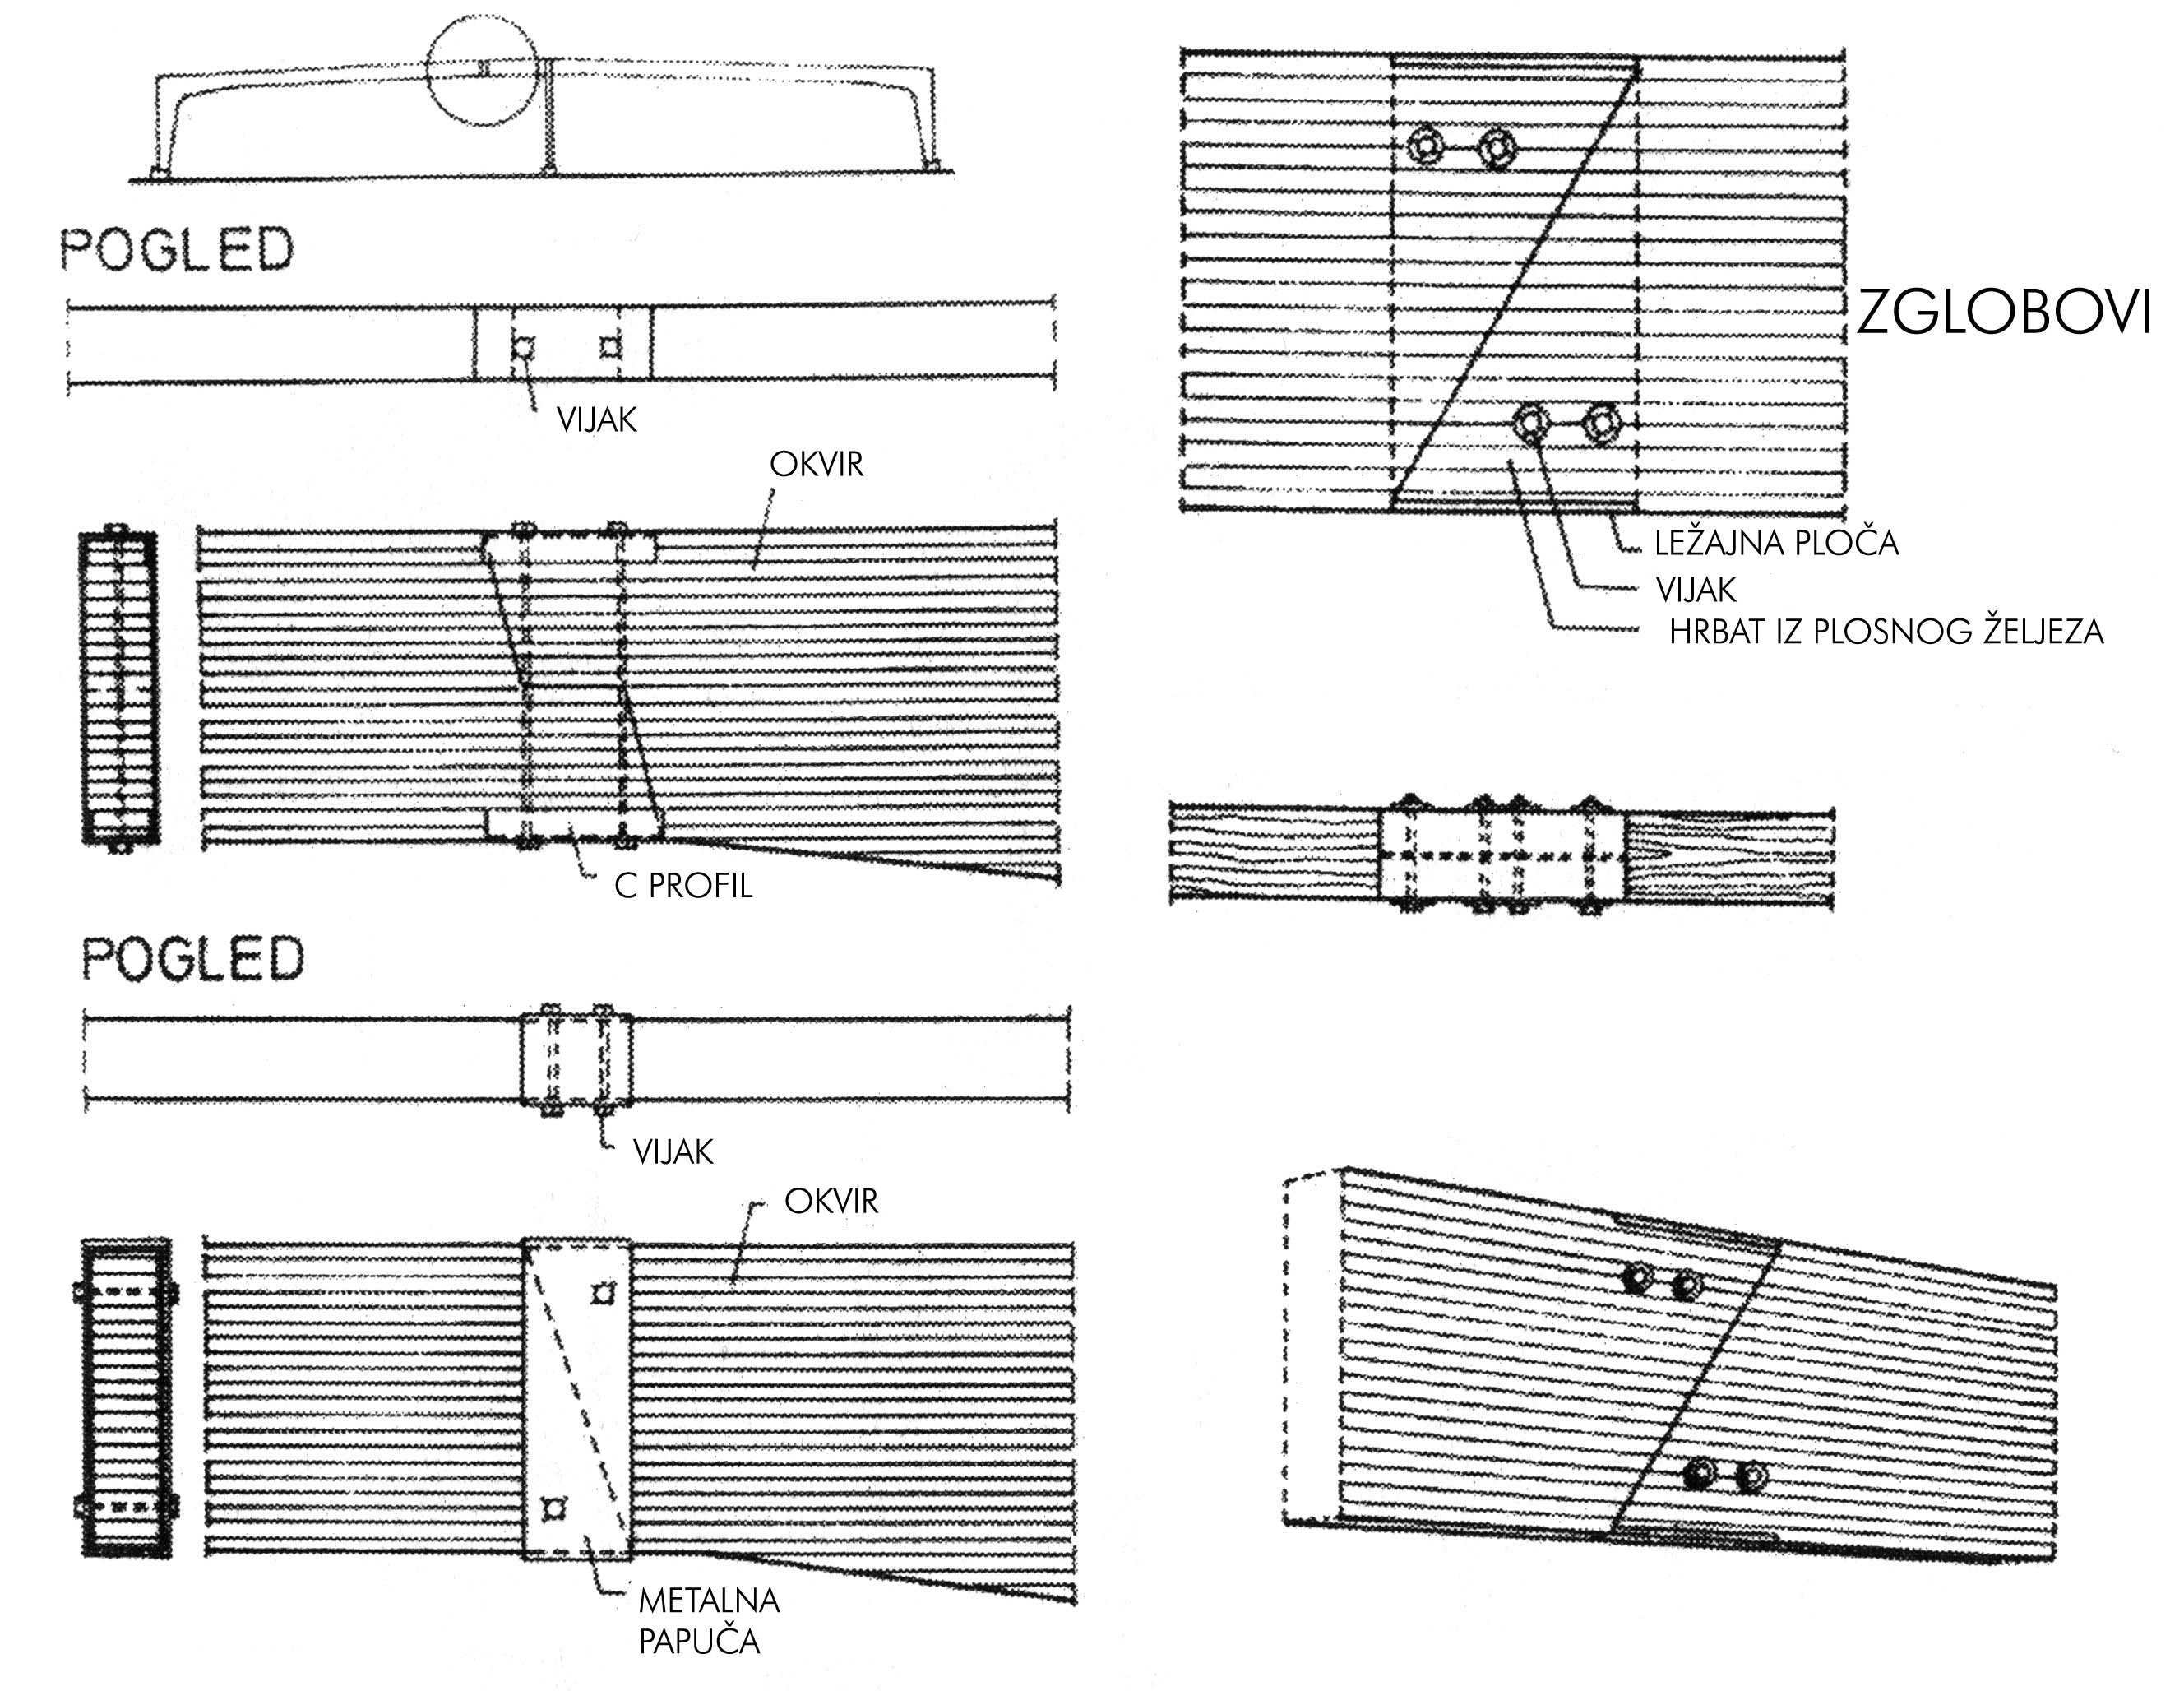 POGLED
VIJAK
OKVIR
C PROFIL
POGLED
VIJAK
OKVIR
METALNA
PAPUČA
ZGLOBOVI
LEŽAJNA PLOČA
VIJAK
HRBAT IZ PLOSNOG ŽELJEZA